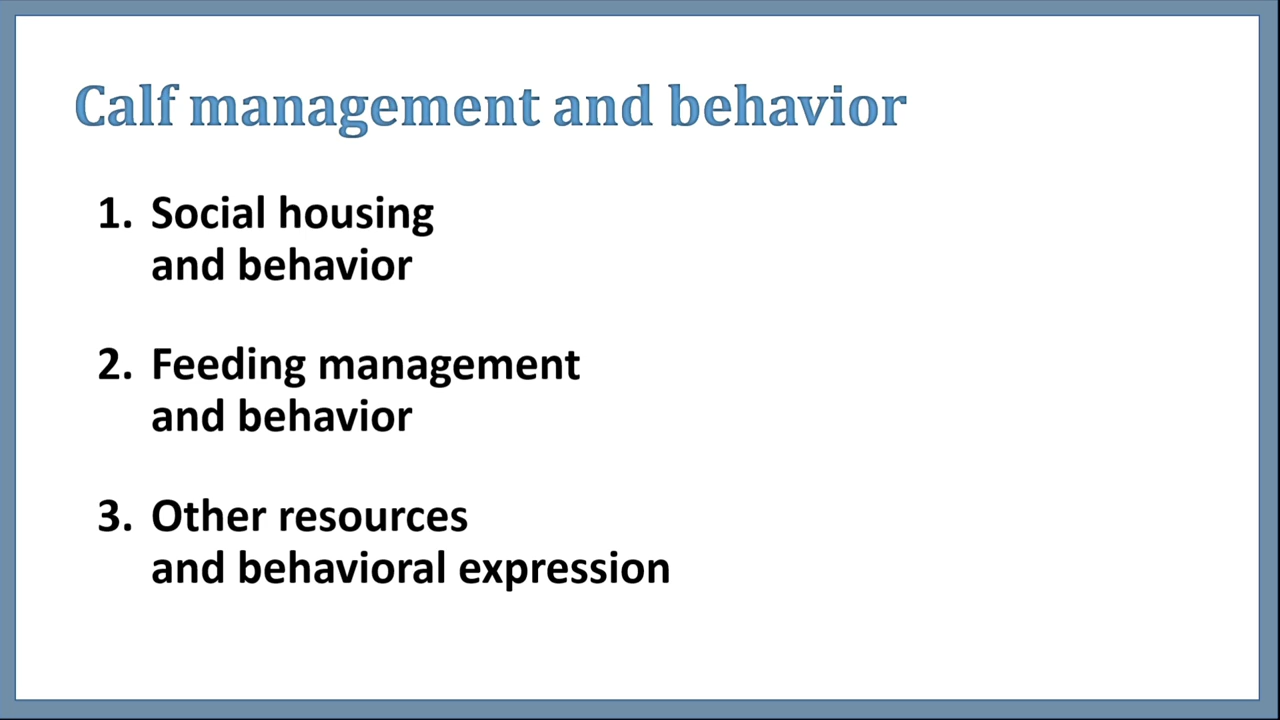 Calf management and behavior
1. Social housing
and behavior
2. Feeding management
and behavior
3. Other resources
and behavioral expression